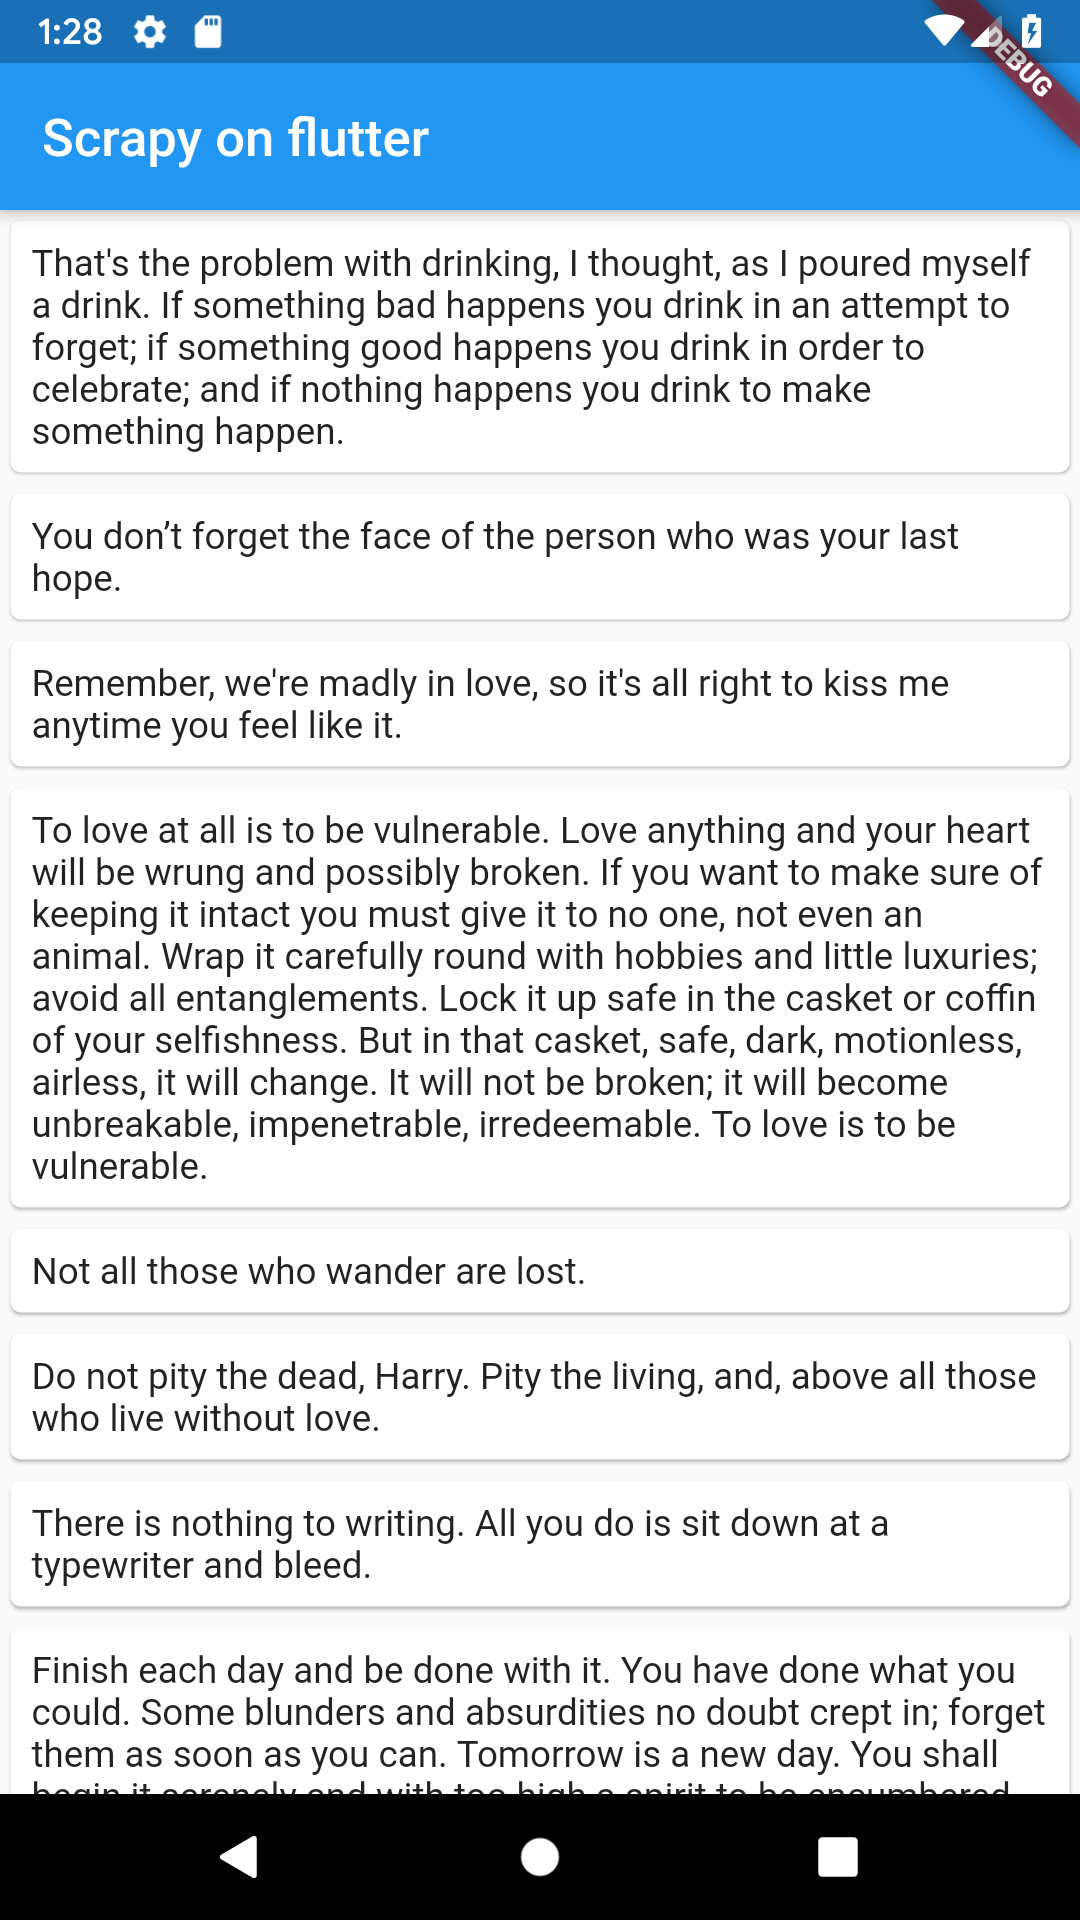 1:28
DEBUG
Scrapy on flutter
That's the problem with drinking, I thought, as I poured myself
a drink. If something bad happens you drink in an attempt to
forget; if something good happens you drink in order to
celebrate; and if nothing happens you drink to make
something happen.
You don’t forget the face of the person who was your last
hope.
Remember, we're madly in love, so it's all right to kiss me
anytime you feel like it.
To love at all is to be vulnerable. Love anything and your heart
will be wrung and possibly broken. If you want to make sure of
keeping it intact you must give it to no one, not even an
animal. Wrap it carefully round with hobbies and little luxuries;
avoid all entanglements. Lock it up safe in the casket or coffin
of your selfishness. But in that casket, safe, dark, motionless,
airless, it will change. It will not be broken; it will become
unbreakable, impenetrable, irredeemable. To love is to be
vulnerable.
Not all those who wander are lost.
Do not pity the dead, Harry. Pity the living, and, above all those
who live without love.
There is nothing to writing. All you do is sit down at a
typewriter and bleed.
Finish each day and be done with it. You have done what you
could. Some blunders and absurdities no doubt crept in; forget
them as soon as you can. Tomorrow is a new day. You shall
begin it serenely and with too high a spirit to be encumbered